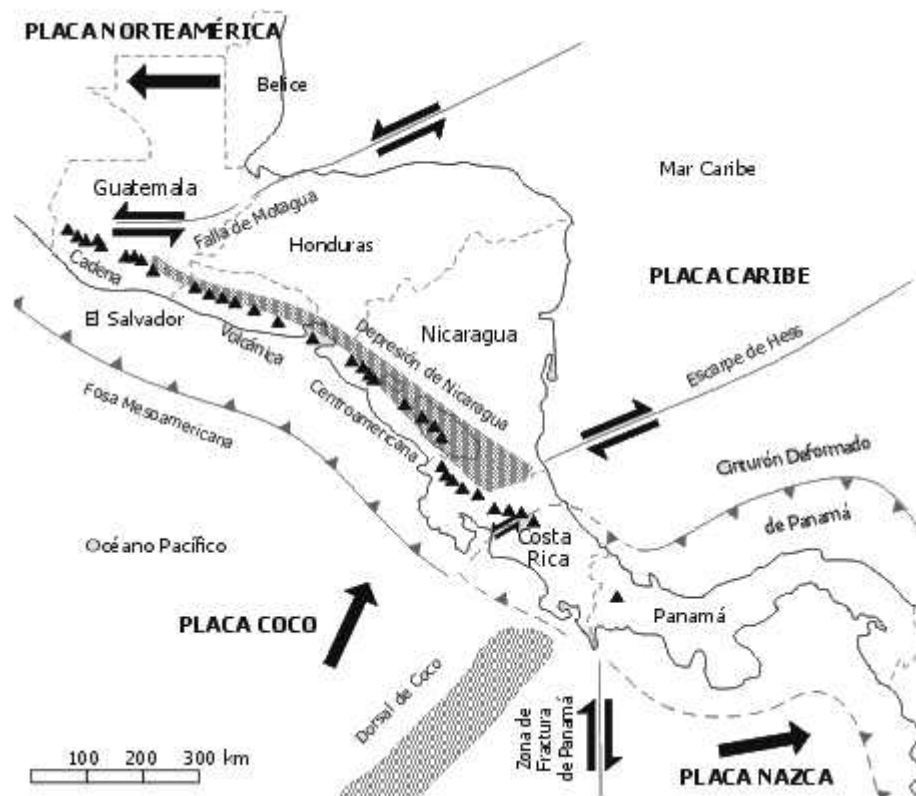 PLACA NORTEAMÉRICA
Belice
Mar Caribe
Guatemala
Falla de Motagua
Honduras
Cadena
PLACA CARIBE
El Salvador
Volcánica
Nicaragua
Depresión de Nicaragua
Escarpe de Hess
Fosa Mesoamericana
Centroamericana
Cinturón Deformado
de Panamá
Océano Pacífico
Costa
Rica
Panamá
PLACA COCO
Dorsal de Coco
Zona de
Fractura
de Panamá
100 200 300 km
PLACA NAZCA